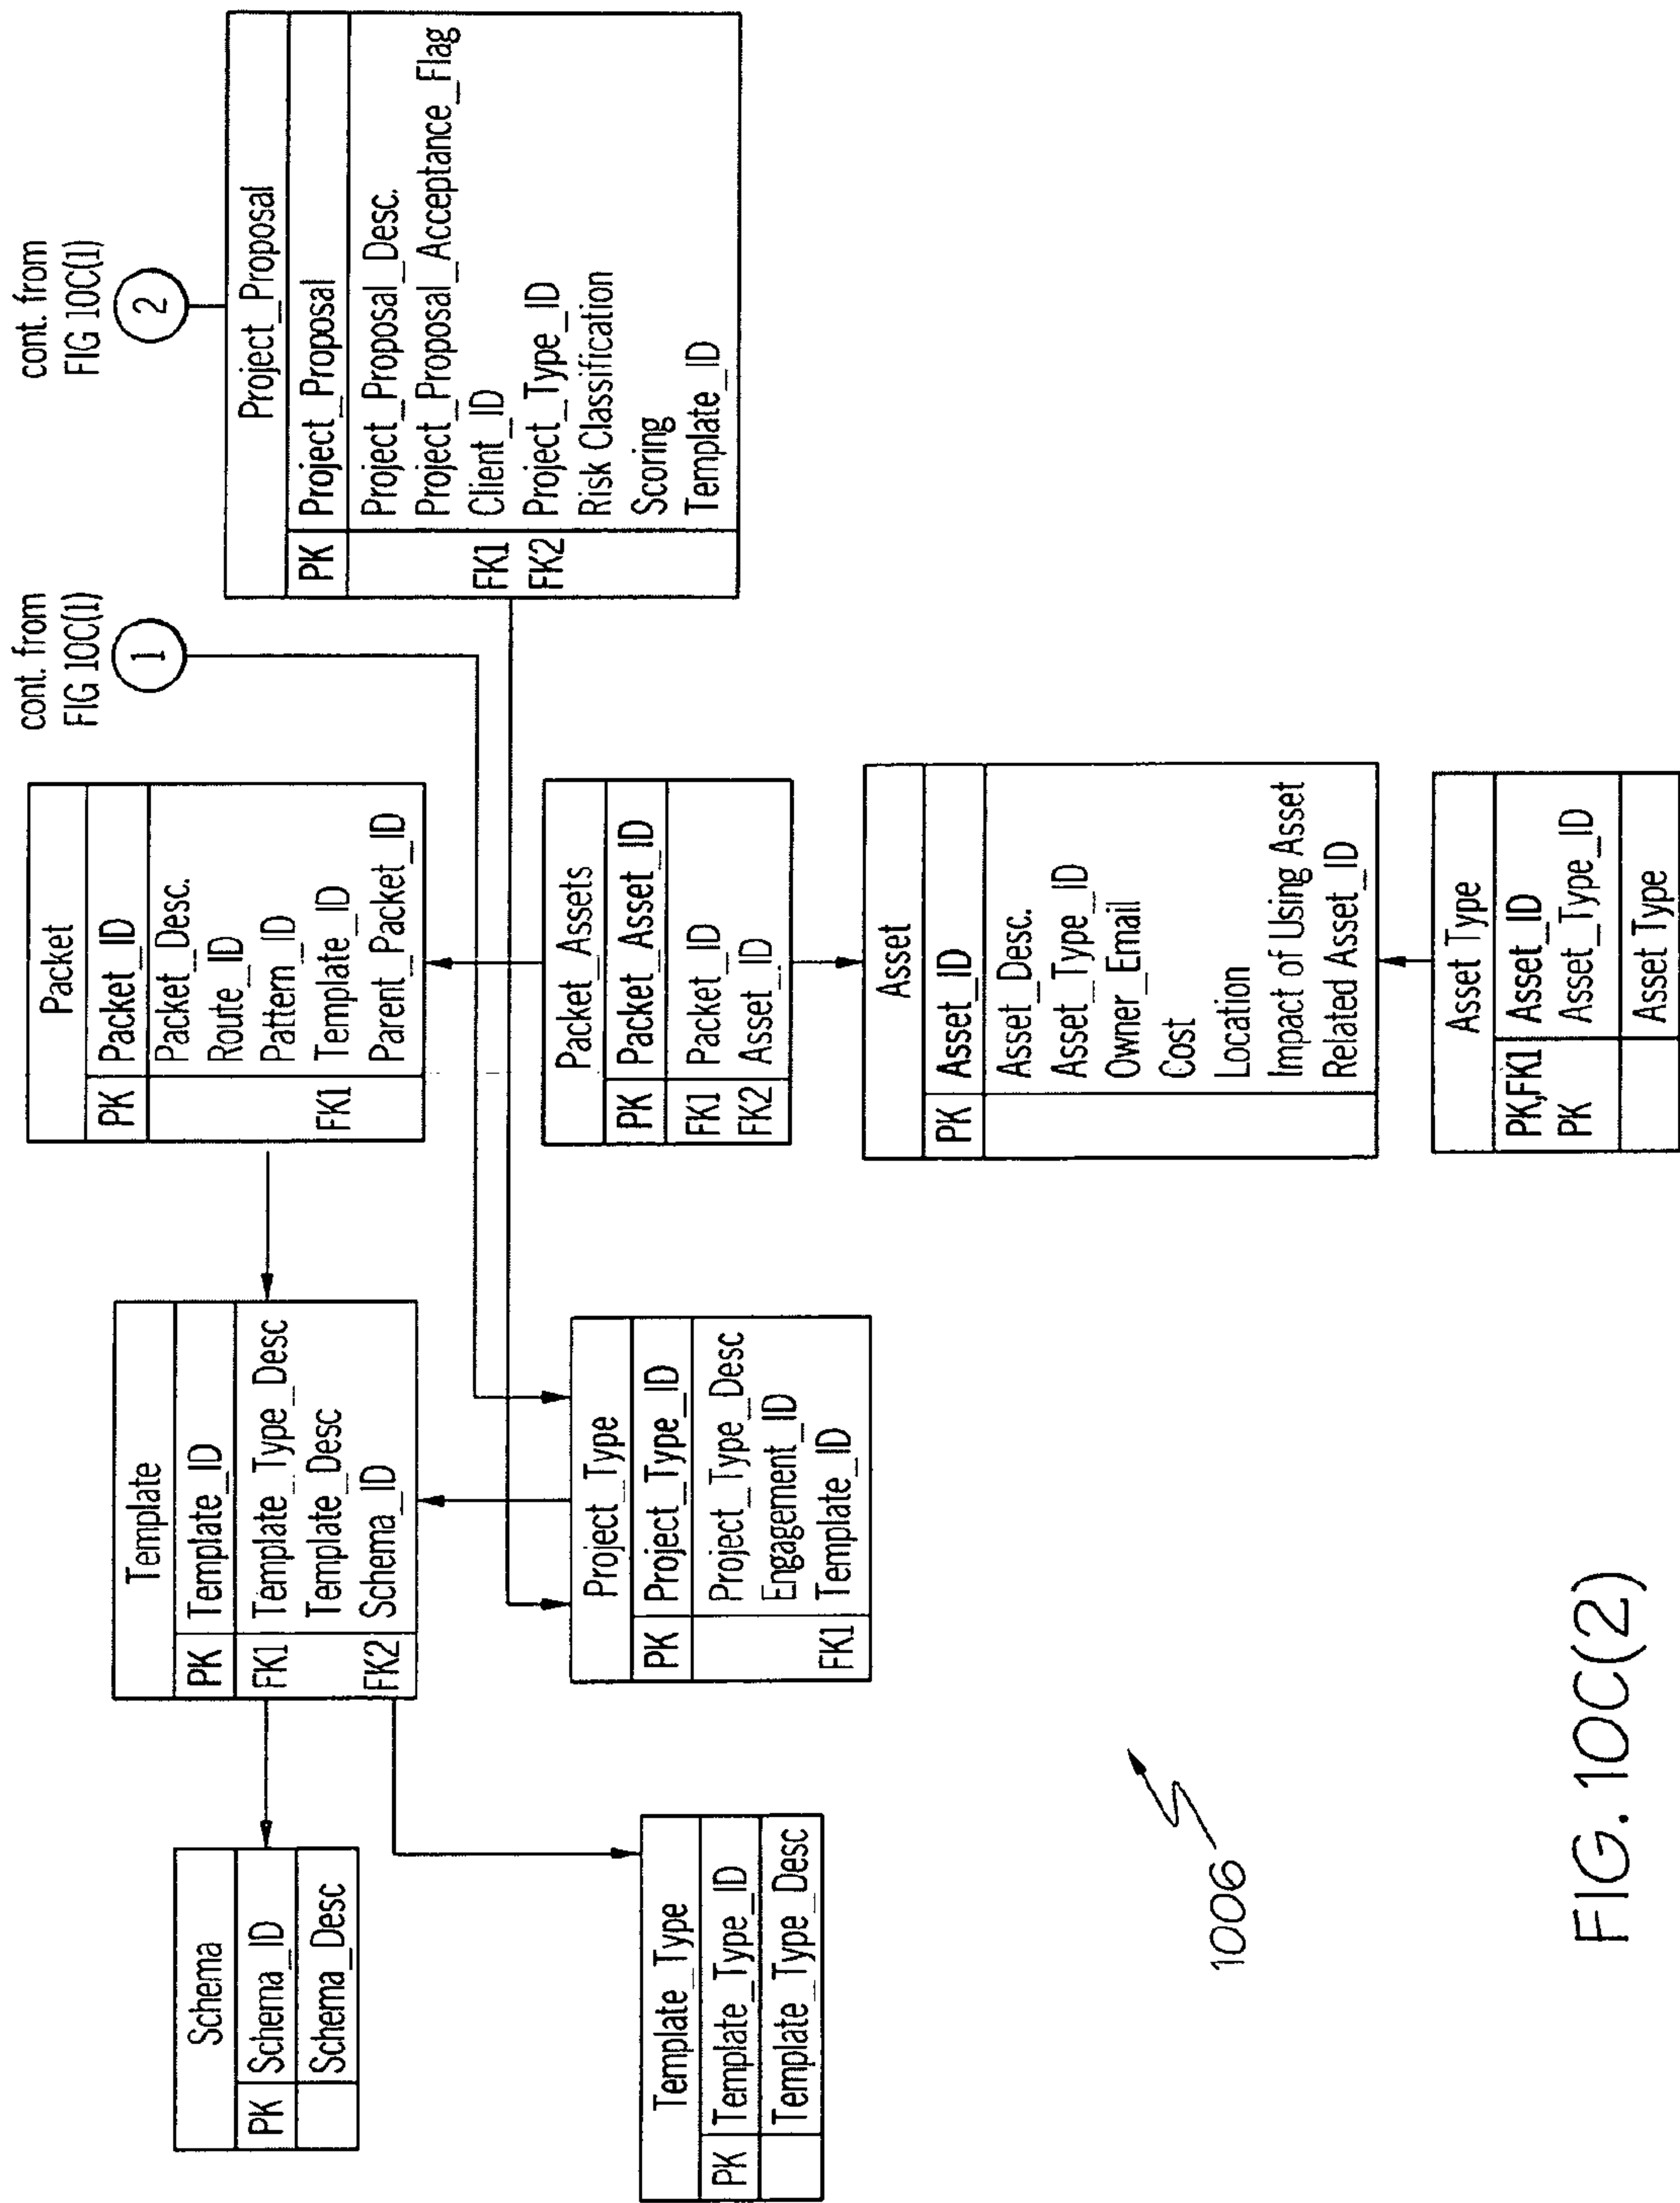 cont. from
FIG 10C(1)
1
cont. from
FIG 10C(1)
2
Schema
PK Schema_ID
Schema_Desc
Template
PK Template_ID
FK1 Template_Type_Desc
Template_Desc
FK2 Schema_ID
Packet
PK Packet_ID
Packet_Desc.
Route_ID
Pattem_ID
FK1 Template_ID
Parent_Packet_ID
Project_Proposal
PK Project_Proposal
Project_Proposal_Desc.
Project_Proposal_Acceptance_Flag
FK1 Client_ID
FK2 Project_Type_ID
Risk Classification
Scoring
Template_ID
Template_Type
PK Template_Type_ID
Template_Type_Desc
Project_Type
PK Project_Type_ID
Project_Type_Desc
Engagement_ID
FK1 Template_ID
Packet_Assets
PK Packet_Asset_ID
FK1 Packet_ID
FK2 Asset_ID
Asset
PK Asset_ID
Asset_Desc.
Asset_Type_ID
Owner_Email
Cost
Location
Impact of Using Asset
Related Asset_ID
Asset Type
PK,FK1 Asset_ID
PK Asset_Type_ID
Asset Type
1006
FIG. 10C(2)